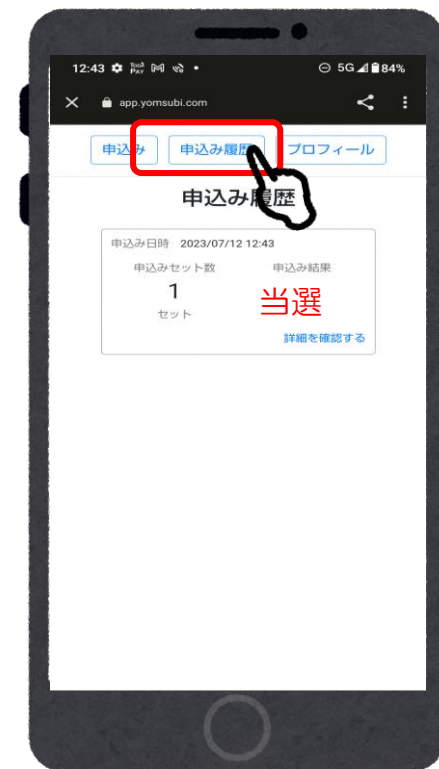 12:43 5G 84%
app.yomsubi.com
申込み 申込み履歴 プロフィール
申込み履歴
申込み日時 2023/07/12 12:43
申込みセット数 申込み結果
1 当選
セット
詳細を確認する